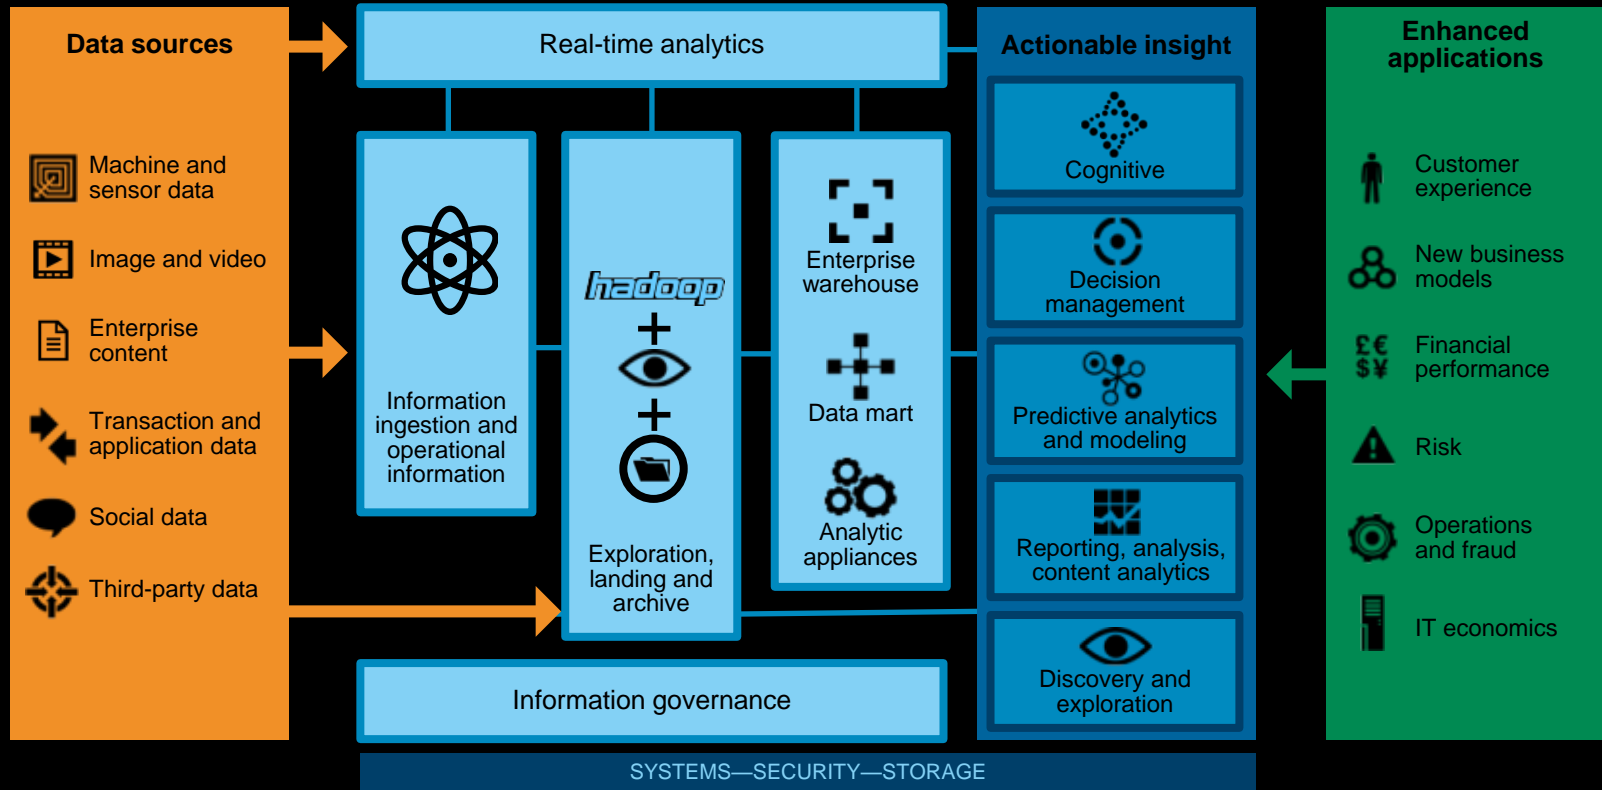 Data sources
Machine and
sensor data
Image and video
Enterprise
content
Transaction and
application data
Social data
Third-party data
Real-time analytics
Information
ingestion and
operational
information
hadoop
+
+
Exploration,
landing and
archive
Enterprise
warehouse
Data mart
Analytic
appliances
Information governance
Actionable insight
Cognitive
Decision
management
Predictive analytics
and modeling
Reporting, analysis,
content analytics
Discovery and
exploration
Enhanced
applications
Customer
experience
New business
models
£€
$¥
Financial
performance
Risk
Operations
and fraud
IT economics
SYSTEMS—SECURITY—STORAGE